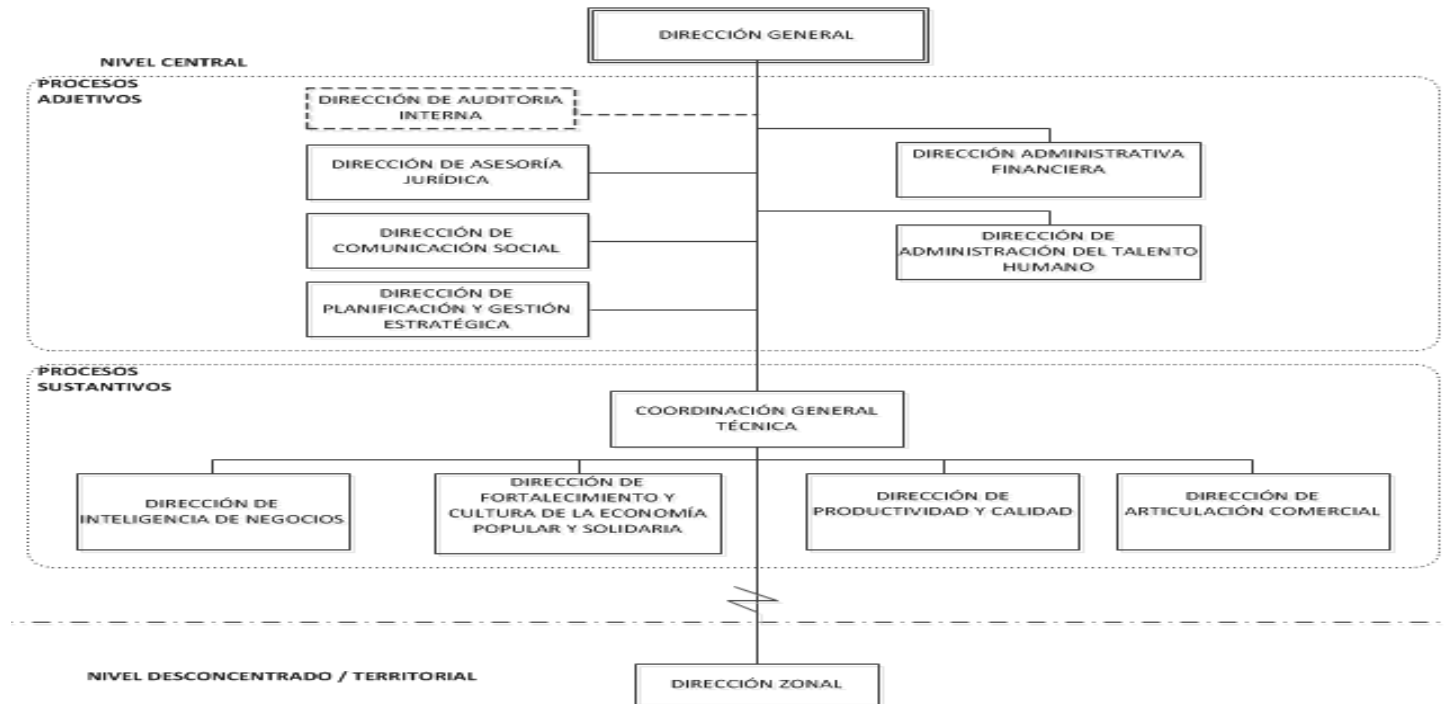 DIRECCIÓN GENERAL
NIVEL CENTRAL
PROCESOS
ADJETIVOS
DIRECCIÓN DE AUDITORIA
INTERNA
DIRECCIÓN ADMINISTRATIVA
FINANCIERA
DIRECCIÓN DE ASESORÍA
JURÍDICA
DIRECCIÓN DE
COMUNICACIÓN SOCIAL
DIRECCIÓN DE
ADMINISTRACIÓN DEL TALENTO
HUMANO
DIRECCIÓN DE
PLANIFICACIÓN Y GESTIÓN
ESTRATÉGICA
PROCESOS
SUSTANTIVOS
COORDINACIÓN GENERAL
TÉCNICA
DIRECCIÓN DE
INTELIGENCIA DE NEGOCIOS
DIRECCIÓN DE
FORTALECIMIENTO Y
CULTURA DE LA ECONOMÍA
POPULAR Y SOLIDARIA
DIRECCIÓN DE
PRODUCTIVIDAD Y CALIDAD
DIRECCIÓN DE
ARTICULACIÓN COMERCIAL
NIVEL DESCONCENTRADO / TERRITORIAL
DIRECCIÓN ZONAL